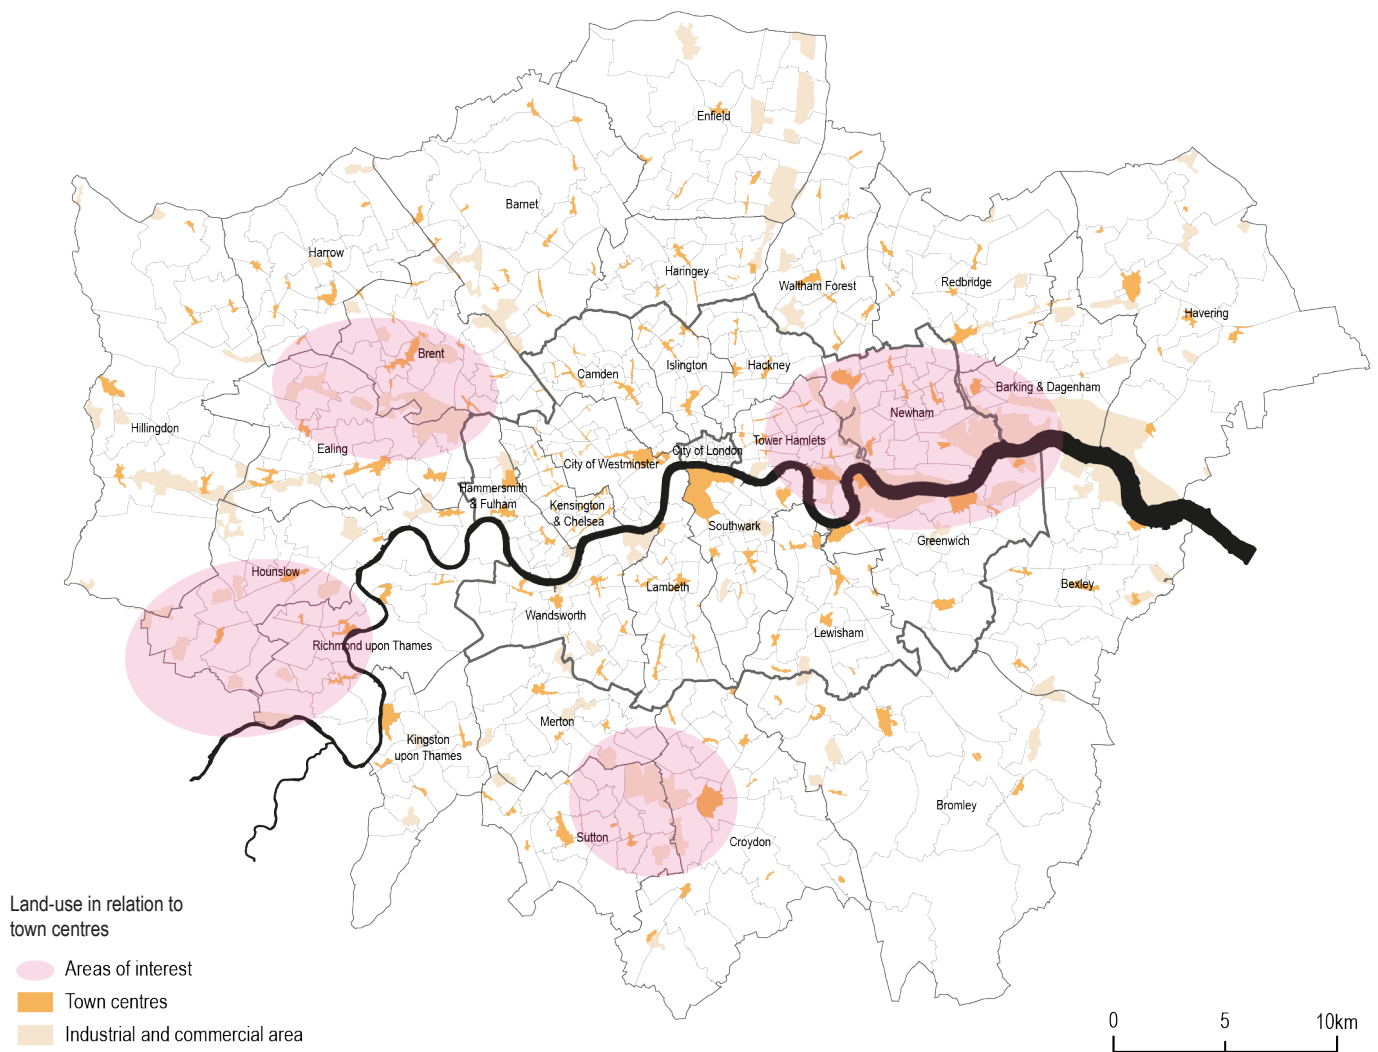 Enfield
Barnet
Harrow
Haringey
Waltham Forest
Redbridge
Havering
Brent
Camden
Islington
Hackney
Barking & Dagenham
Newham
Hillingdon
Ealing
Tower Hamlets
City of London
City of Westminster
Hammersmith
& Fulham
Kensington
& Chelsea
Southwark
Greenwich
Hounslow
Lambeth
Bexley
Wandsworth
Lewisham
Richmond upon Thames
Merton
Kingston
upon Thames
Bromley
Sutton
Croydon
Land-use in relation to
town centres
Areas of interest
Town centres
Industrial and commercial area
0 5 10km